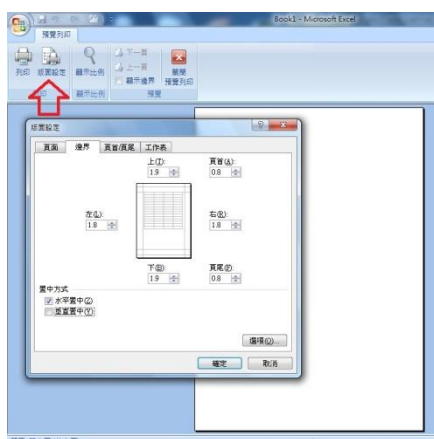 Book1 - Microsoft Excel
預覽列印
列印 版面設定 顯示比例 下一頁 上一頁 顯示邊界 關閉預覽列印
顯示比例 預覽
版面設定
頁面 邊界 頁首/頁尾 工作表
上(T): 頁首(A):
1.9 0.8
左(L): 右(R):
1.8 1.8
下(B): 頁尾(F):
1.9 0.8
置中方式
水平置中(Z)
垂直置中(Y)
選項(O)...
確定 取消